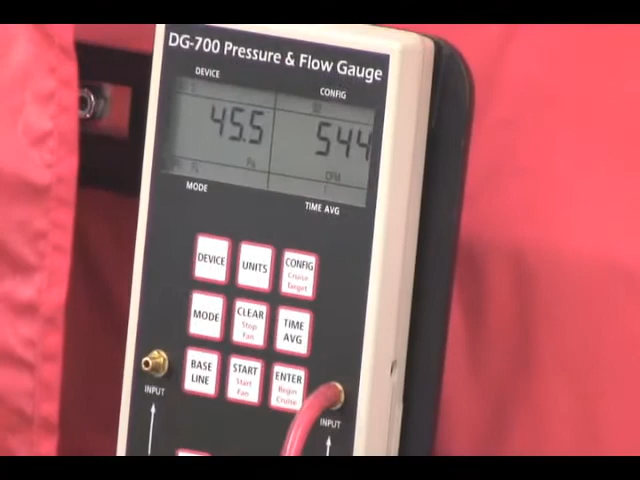 DG-700 Pressure & Flow Gauge
DEVICE CONFIG
45.5 544
Pa CFM
MODE TIME AVG
DEVICE UNITS CONFIG
Cruise
Target
MODE CLEAR TIME
Stop AVG
Fan
BASE START ENTER
LINE Start Begin
Fan Cruise
INPUT INPUT